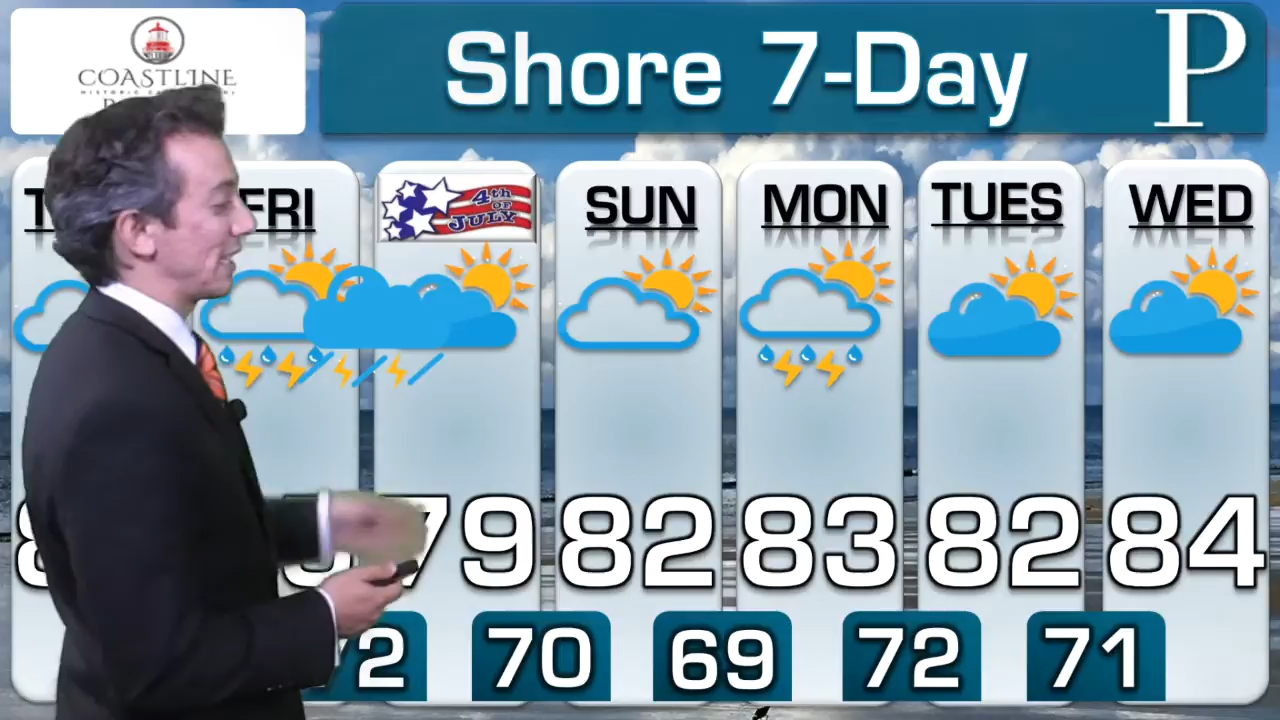 COASTLINE
Shore 7-Day
P
FRI
4th
OF
JULY
SUN
MON
TUES
WED
79
82
83
82
84
72
70
69
72
71